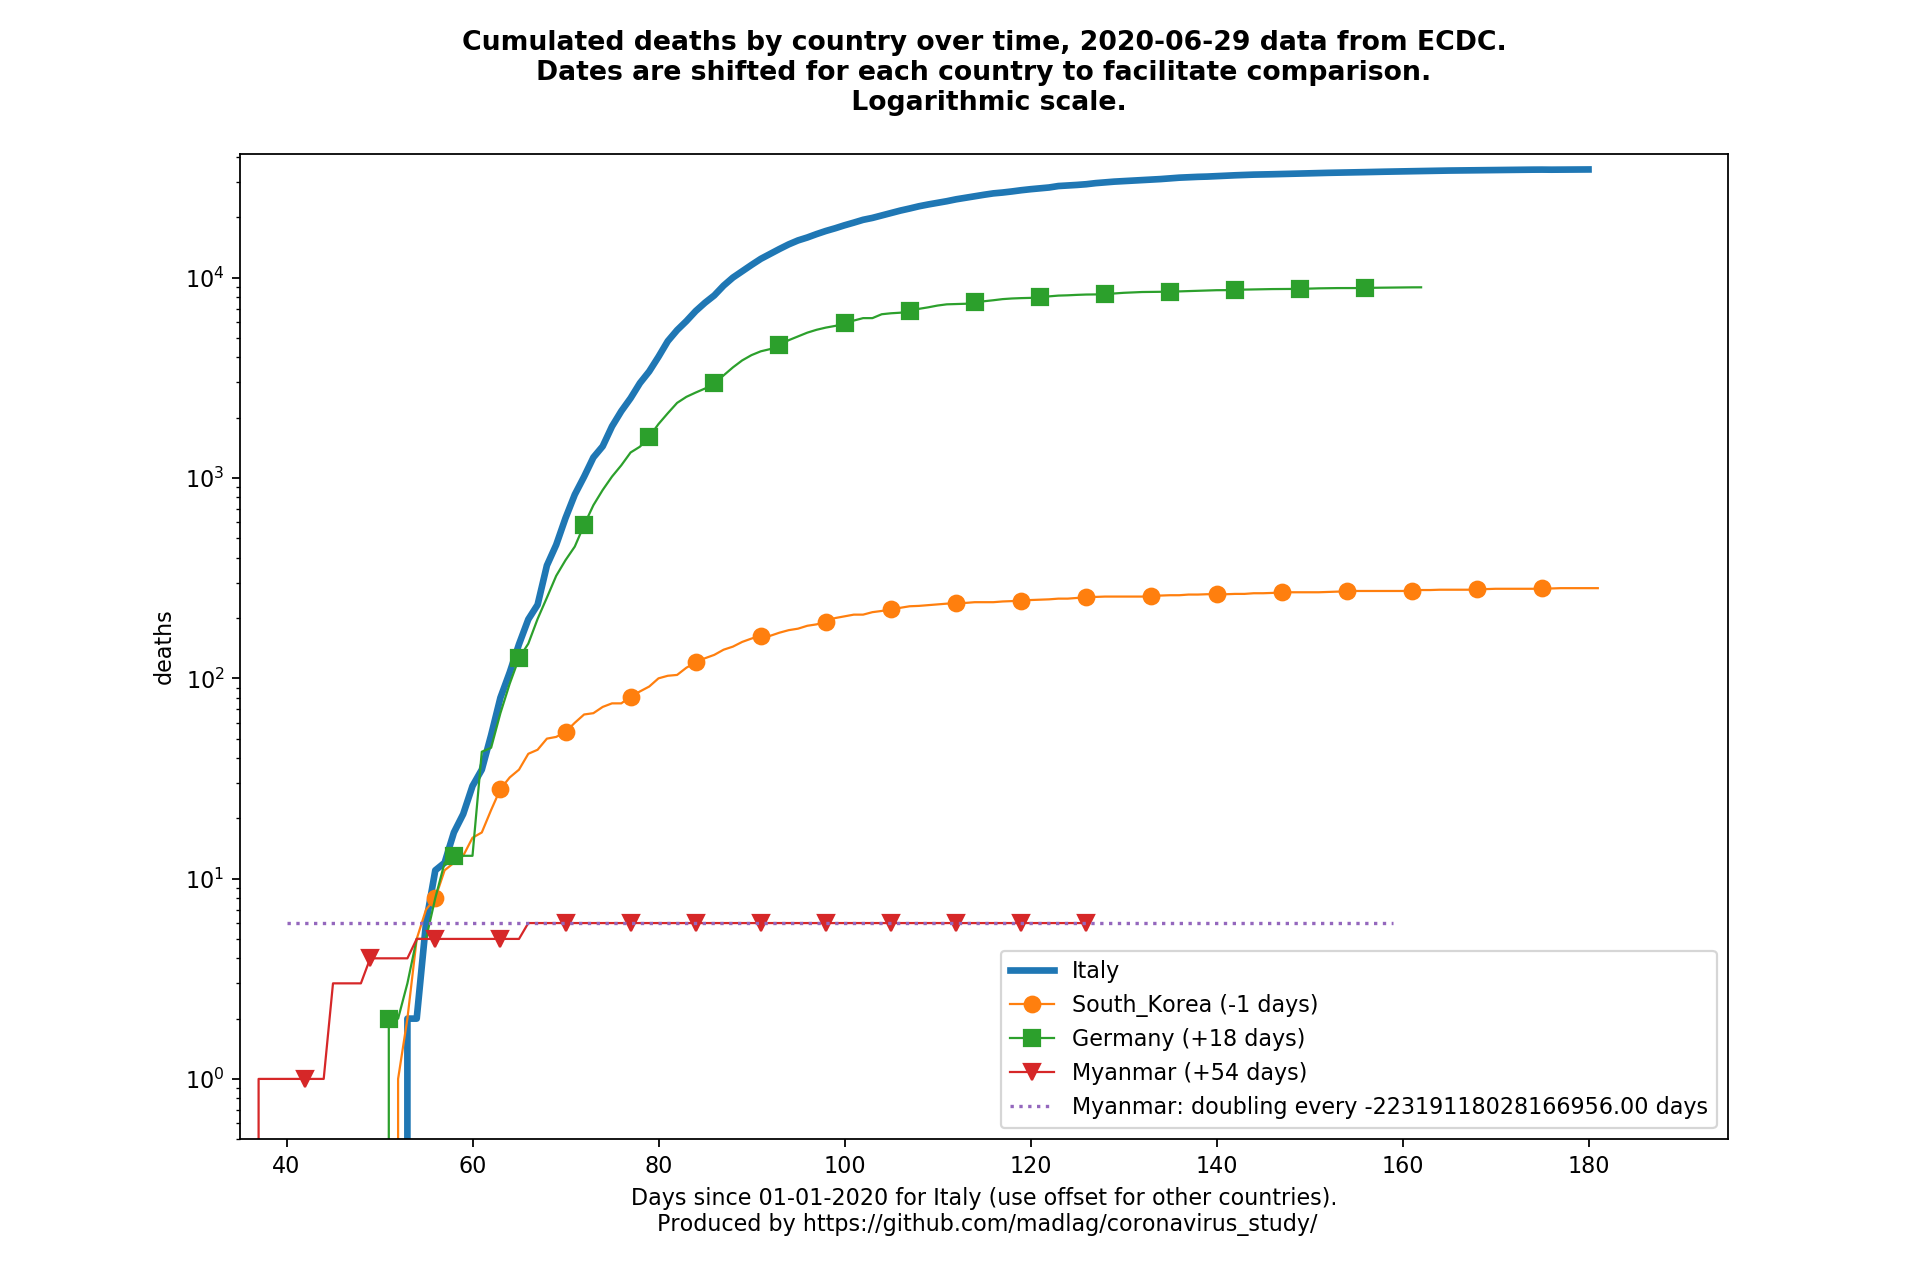 Cumulated deaths by country over time, 2020-06-29 data from ECDC.
Dates are shifted for each country to facilitate comparison.
Logarithmic scale.
deaths
10^4
10^3
10^2
10^1
10^0
Italy
South_Korea (-1 days)
Germany (+18 days)
Myanmar (+54 days)
Myanmar: doubling every -22319118028166956.00 days
40 60 80 100 120 140 160 180
Days since 01-01-2020 for Italy (use offset for other countries).
Produced by https://github.com/madlag/coronavirus_study/